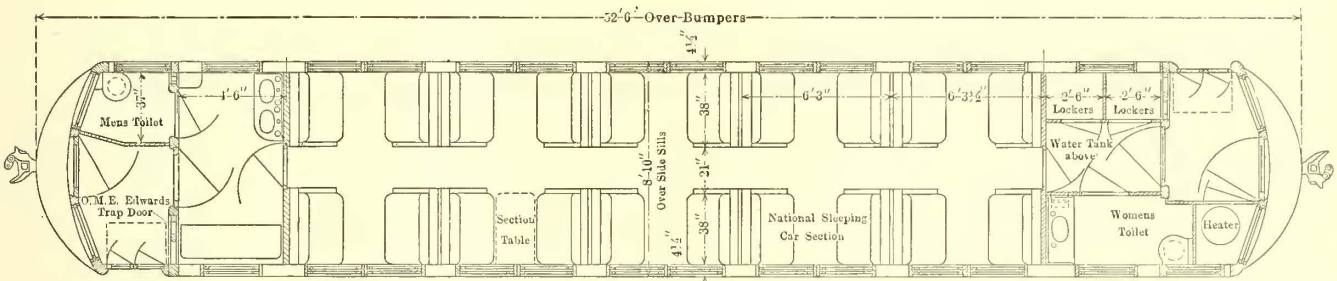 52'6" Over Bumpers
4½"
37"
Mens Toilet
4'6"
38"
6'3"
6'3½"
2'6"
Lockers
2'6"
Lockers
Water Tank
above
8'-10"
Over Side Sills
21"
O.M.E. Edwards
Trap Door
Section
Table
38"
4½"
National Sleeping
Car Section
Womens
Toilet
Heater